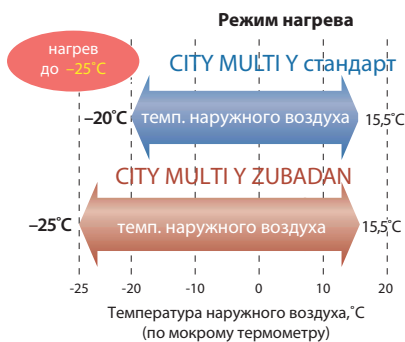 Режим нагрева
нагрев
до –25˚C
CITY MULTI Y стандарт
–20˚C темп. наружного воздуха 15,5˚C
CITY MULTI Y ZUBADAN
–25˚C темп. наружного воздуха 15,5˚C
-25 -20 -10 0 10 20
Температура наружного воздуха,˚C
(по мокрому термометру)